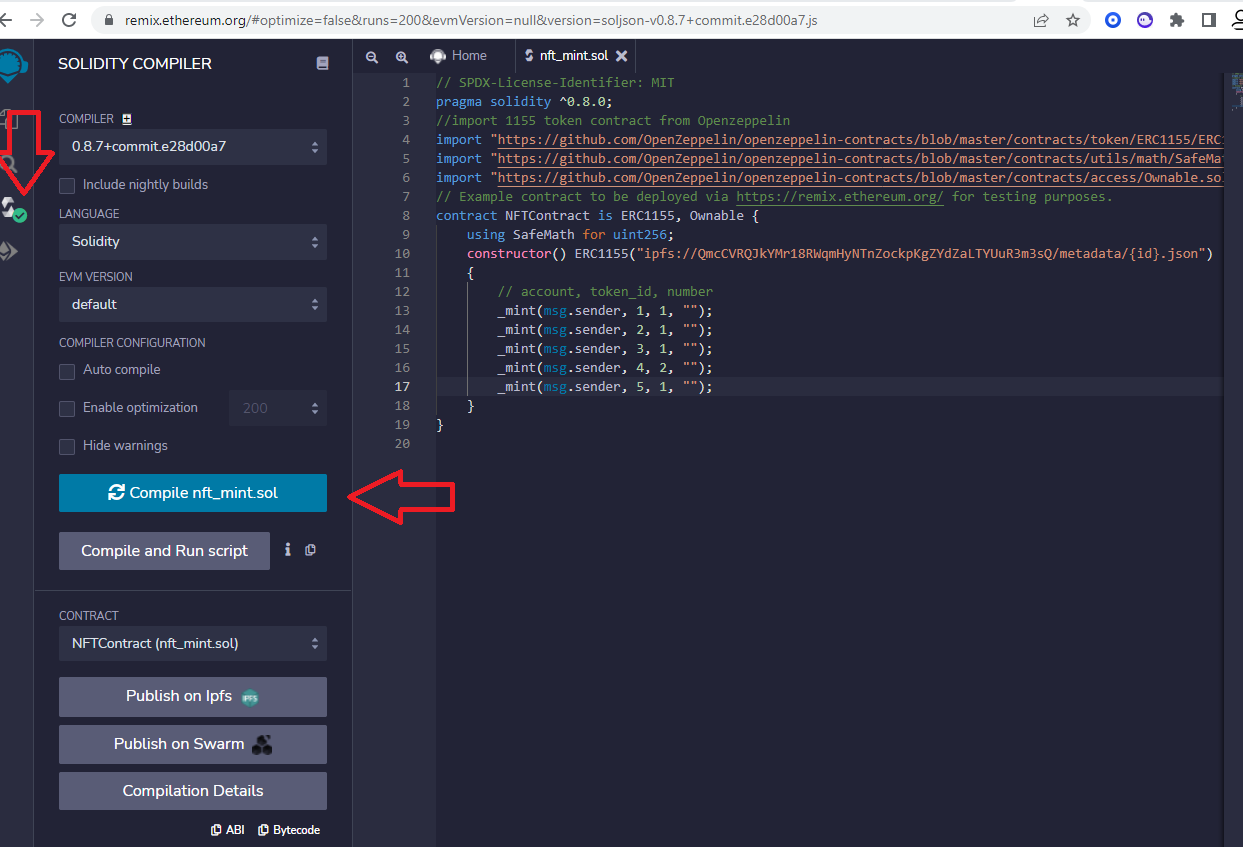 remix.ethereum.org/#optimize=false&runs=200&evmVersion=null&version=soljson-v0.8.7+commit.e28d00a7.js
SOLIDITY COMPILER
COMPILER
0.8.7+commit.e28d00a7
Include nightly builds
LANGUAGE
Solidity
EVM VERSION
default
COMPILER CONFIGURATION
Auto compile
Enable optimization 200
Hide warnings
Compile nft_mint.sol
Compile and Run script
CONTRACT
NFTContract (nft_mint.sol)
Publish on Ipfs IPFS
Publish on Swarm
Compilation Details
ABI Bytecode
Home nft_mint.sol
1 // SPDX-License-Identifier: MIT
2 pragma solidity ^0.8.0;
3 //import 1155 token contract from Openzeppelin
4 import "https://github.com/OpenZeppelin/openzeppelin-contracts/blob/master/contracts/token/ERC1155/ERC
5 import "https://github.com/OpenZeppelin/openzeppelin-contracts/blob/master/contracts/utils/math/SafeMa
6 import "https://github.com/OpenZeppelin/openzeppelin-contracts/blob/master/contracts/access/Ownable.so
7 // Example contract to be deployed via https://remix.ethereum.org/ for testing purposes.
8 contract NFTContract is ERC1155, Ownable {
9 using SafeMath for uint256;
10 constructor() ERC1155("ipfs://QmcCVRQJkYMr18RWqmHyNTnZockpKgZYdZaLTYUuR3m3sQ/metadata/{id}.json")
11 {
12 // account, token_id, number
13 _mint(msg.sender, 1, 1, "");
14 _mint(msg.sender, 2, 1, "");
15 _mint(msg.sender, 3, 1, "");
16 _mint(msg.sender, 4, 2, "");
17 _mint(msg.sender, 5, 1, "");
18 }
19 }
20